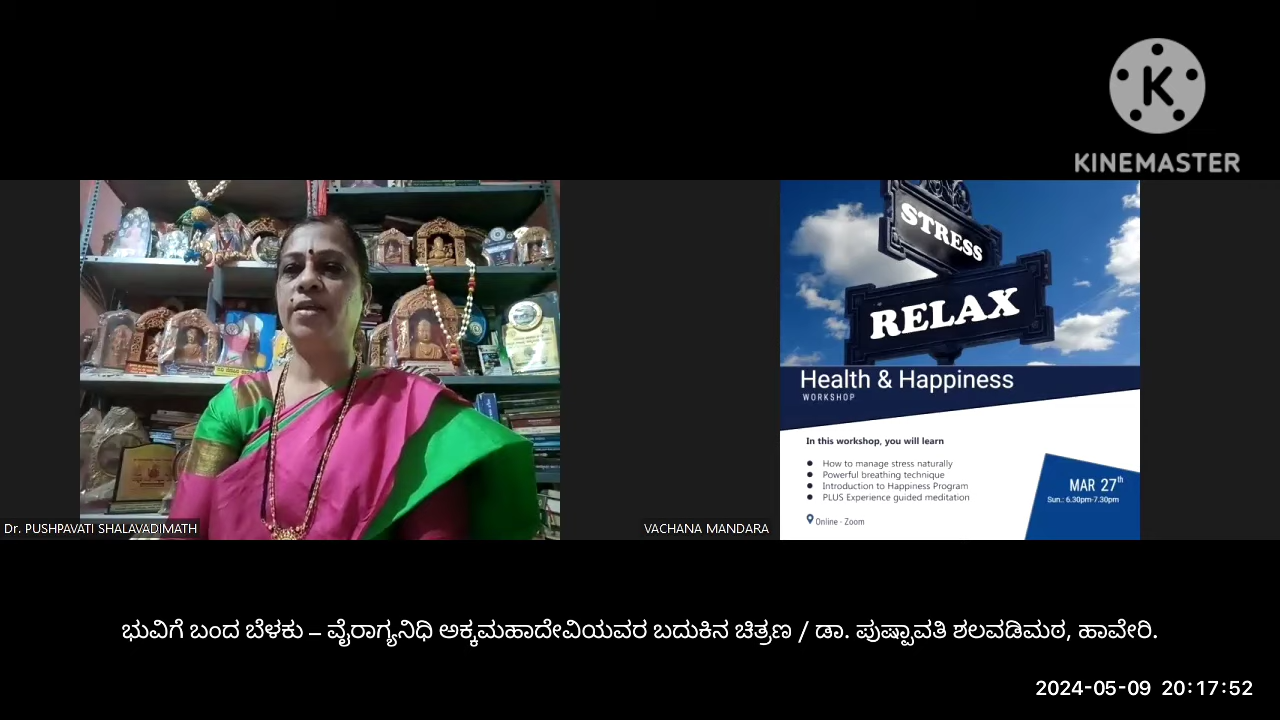 KINEMASTER
STRESS
RELAX
Health & Happiness
WORKSHOP
In this workshop, you will learn
● How to manage stress naturally
● Powerful breathing technique
● Introduction to Happiness Program
● PLUS Experience guided meditation
MAR 27th
Sun.: 6.30pm-7.30pm
Online - Zoom
Dr. PUSHPAVATI SHALAVADIMATH
VACHANA MANDARA
ಭುವಿಗೆ ಬಂದ ಬೆಳಕು – ವೈರಾಗ್ಯನಿಧಿ ಅಕ್ಕಮಹಾದೇವಿಯವರ ಬದುಕಿನ ಚಿತ್ರಣ / ಡಾ. ಪುಷ್ಪಾವತಿ ಶಲವಡಿಮಠ, ಹಾವೇರಿ.
2024-05-09 20:17:52